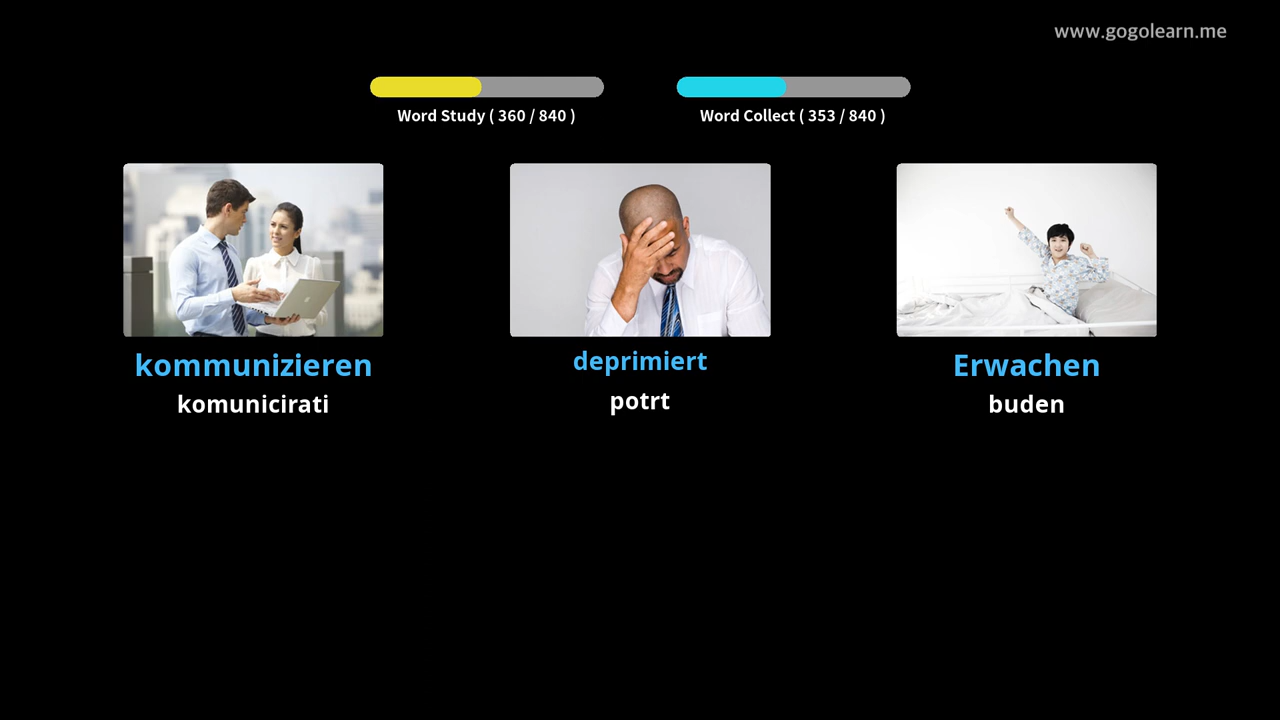 www.gogolearn.me
Word Study ( 360 / 840 )
Word Collect ( 353 / 840 )
kommunizieren
komunicirati
deprimiert
potrt
Erwachen
buden